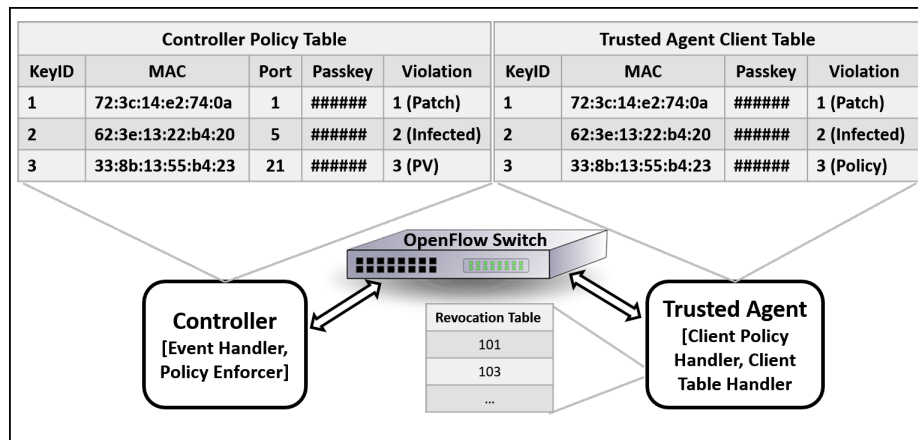 Controller Policy Table
KeyID MAC Port Passkey Violation
1 72:3c:14:e2:74:0a 1 ###### 1 (Patch)
2 62:3e:13:22:b4:20 5 ###### 2 (Infected)
3 33:8b:13:55:b4:23 21 ###### 3 (PV)
Trusted Agent Client Table
KeyID MAC Passkey Violation
1 72:3c:14:e2:74:0a ###### 1 (Patch)
2 62:3e:13:22:b4:20 ###### 2 (Infected)
3 33:8b:13:55:b4:23 ###### 3 (Policy)
OpenFlow Switch
Controller
[Event Handler,
Policy Enforcer]
Revocation Table
101
103
...
Trusted Agent
[Client Policy
Handler, Client
Table Handler